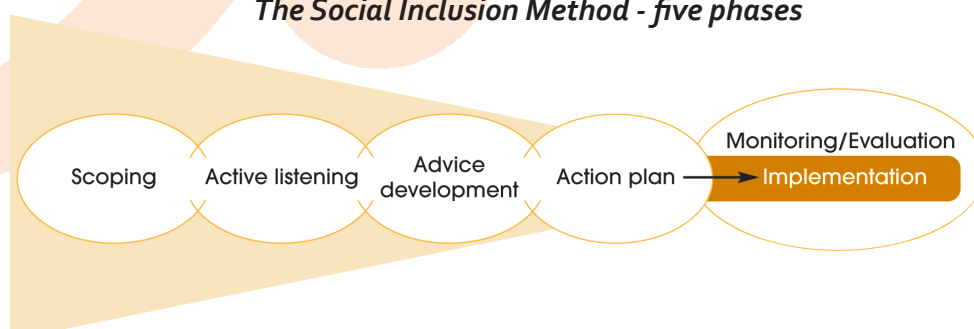 The Social Inclusion Method - five phases
Scoping
Active listening
Advice
development
Action plan
Monitoring/Evaluation
Implementation